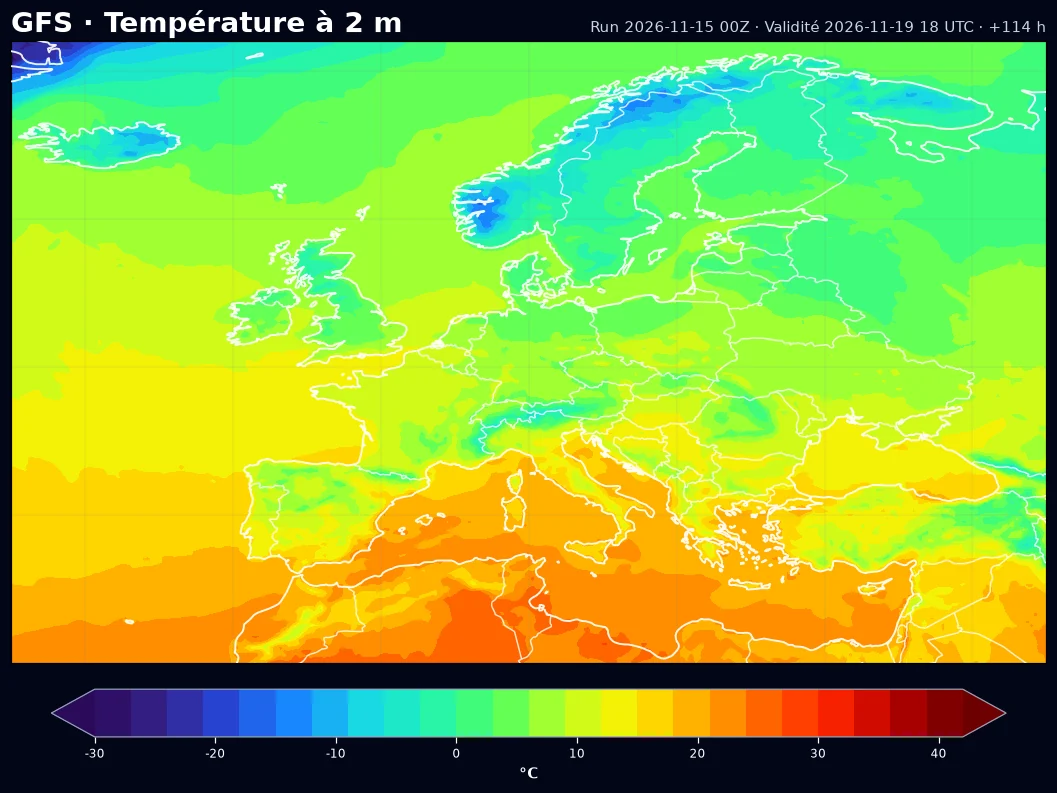 GFS · Température à 2 m
Run 2026-11-15 00Z · Validité 2026-11-19 18 UTC · +114 h
-30 -20 -10 0 10 20 30 40
°C